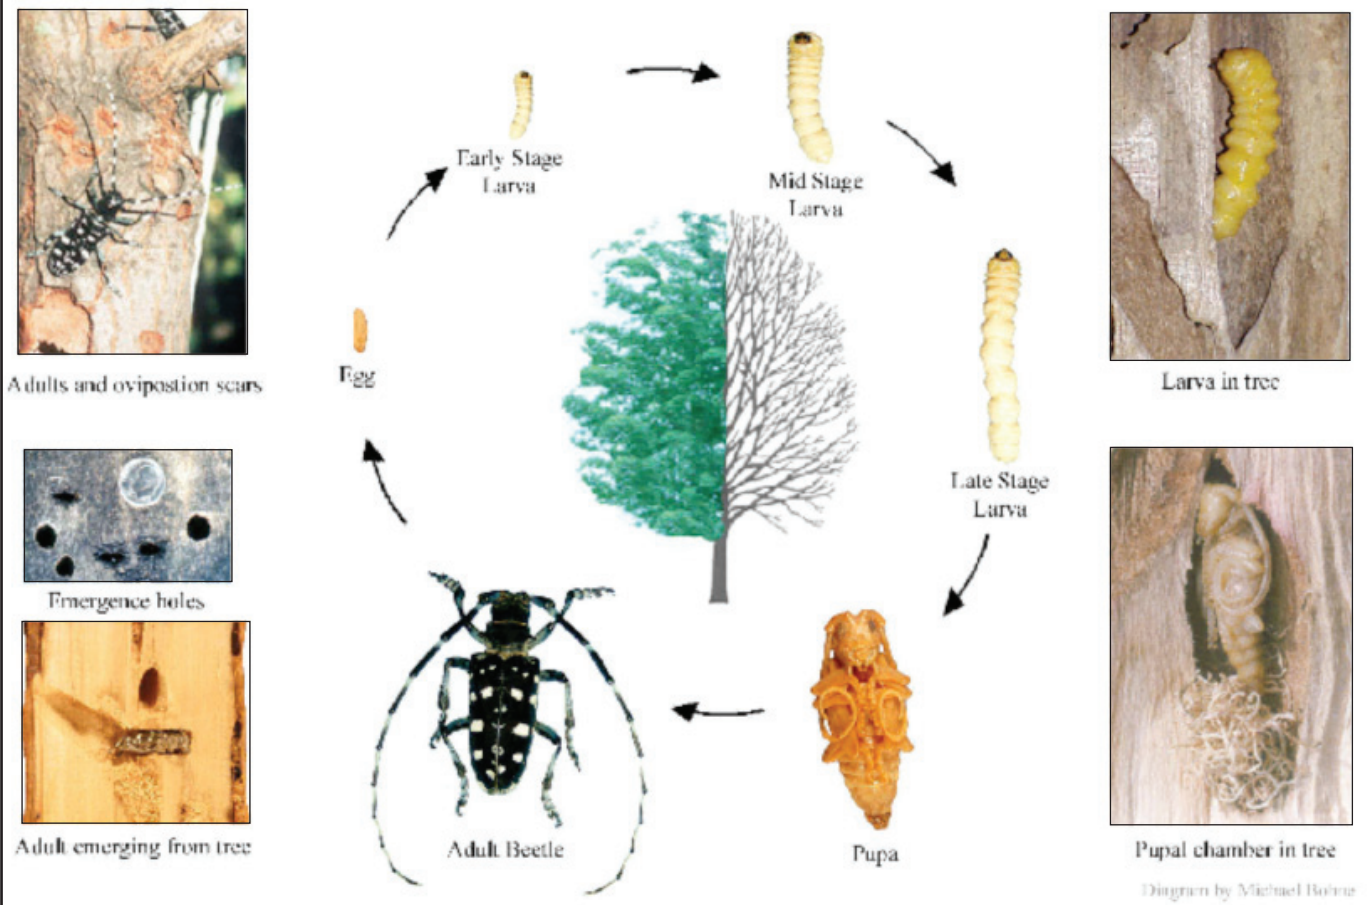 Early Stage
Larva
Mid Stage
Larva
Adults and ovipostion scars
Egg
Larva in tree
Late Stage
Larva
Emergence holes
Adult emerging from tree
Adult Beetle
Pupa
Pupal chamber in tree
Diagram by Michael Bohne